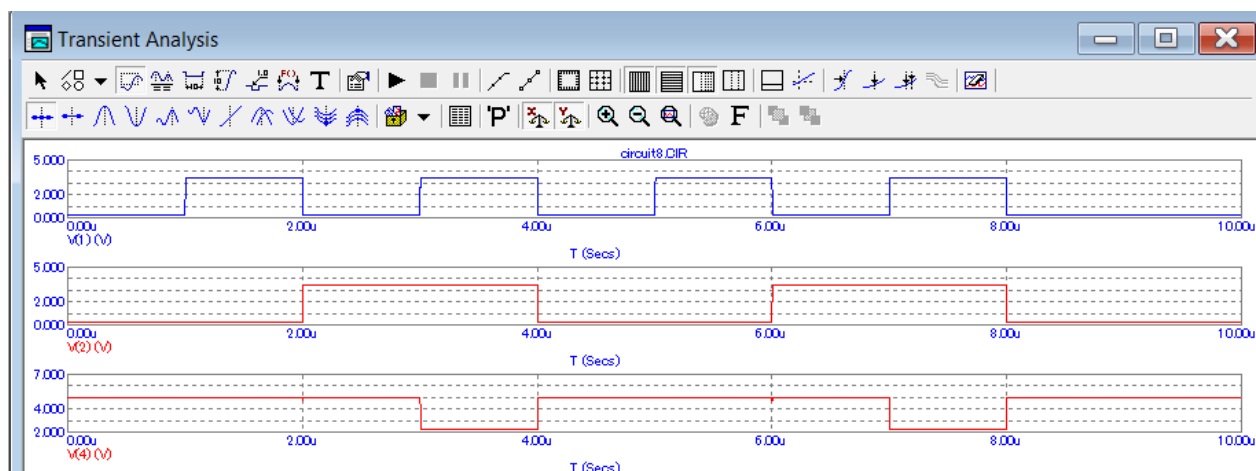 Transient Analysis
T
'P' F
circuit8.CIR
5.000
2.000
0.000
0.00u 2.00u 4.00u 6.00u 8.00u 10.00u
V(1) (V)
T (Secs)
5.000
2.000
0.000
0.00u 2.00u 4.00u 6.00u 8.00u 10.00u
V(2) (V)
T (Secs)
7.000
4.000
2.000
0.00u 2.00u 4.00u 6.00u 8.00u 10.00u
V(4) (V)
T (Secs)